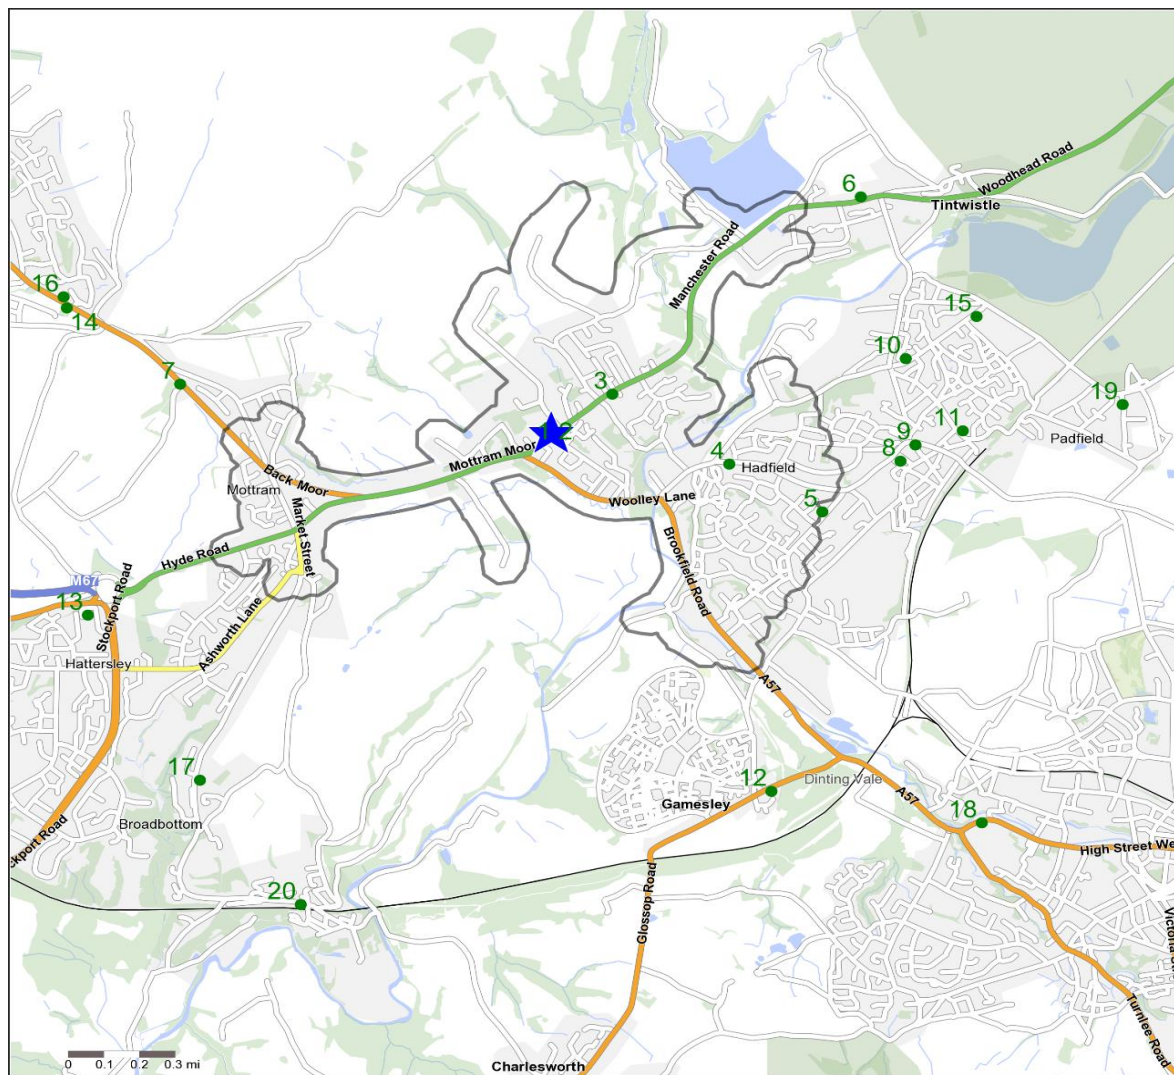 6
Woodhead Road
Tintwistle
16
14
15
Manchester Road
10
7
3
19
11
2
9
Padfield
Mottram Moor
8
4
Hadfield
Back Moor
Mottram
Woolley Lane
5
Market Street
Hyde Road
Brookfield Road
M67
Stockport Road
13
Ashworth Lane
Hattersley
A57
17
12
Dinting Vale
Gamesley
A57
18
Broadbottom
ckport Road
High Street We
20
Glossop Road
Turnlee Road
0 0.1 0.2 0.3 mi
Charlesworth